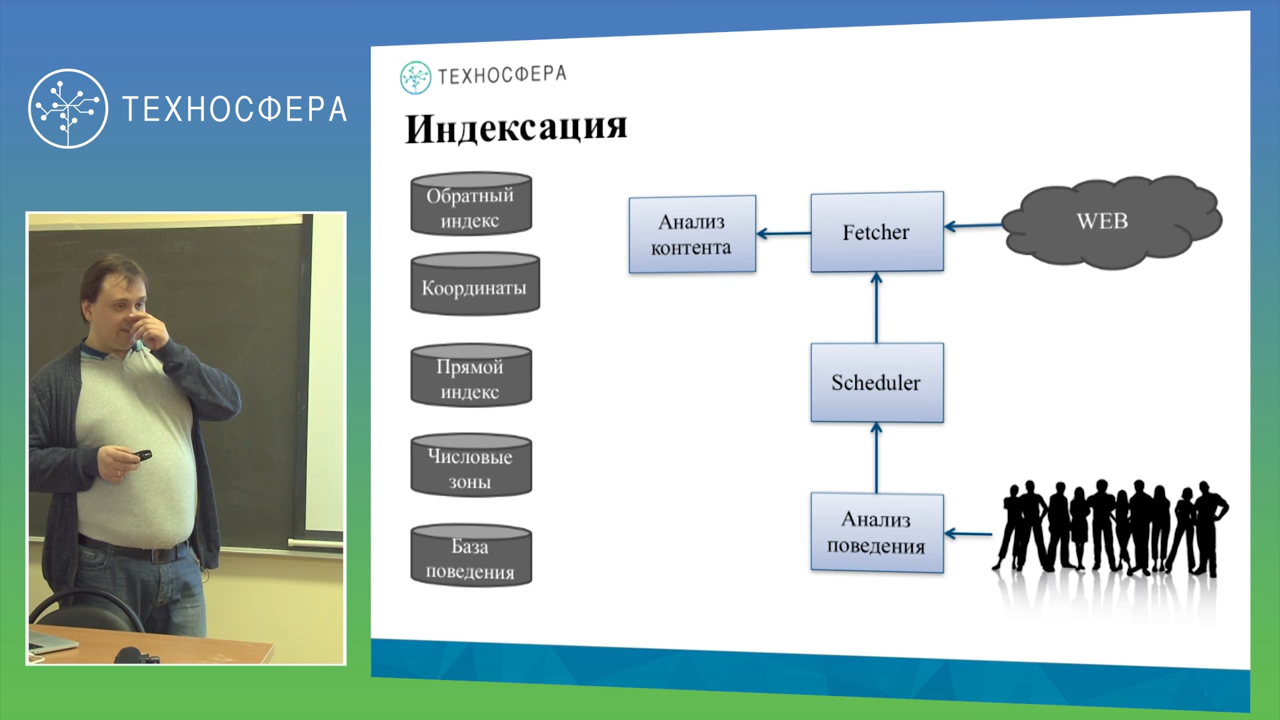 ТЕХНОСФЕРА
ТЕХНОСФЕРА
Индексация
Обратный
индекс
Координаты
Прямой
индекс
Числовые
зоны
База
поведения
Анализ
контента
Fetcher
WEB
Scheduler
Анализ
поведения